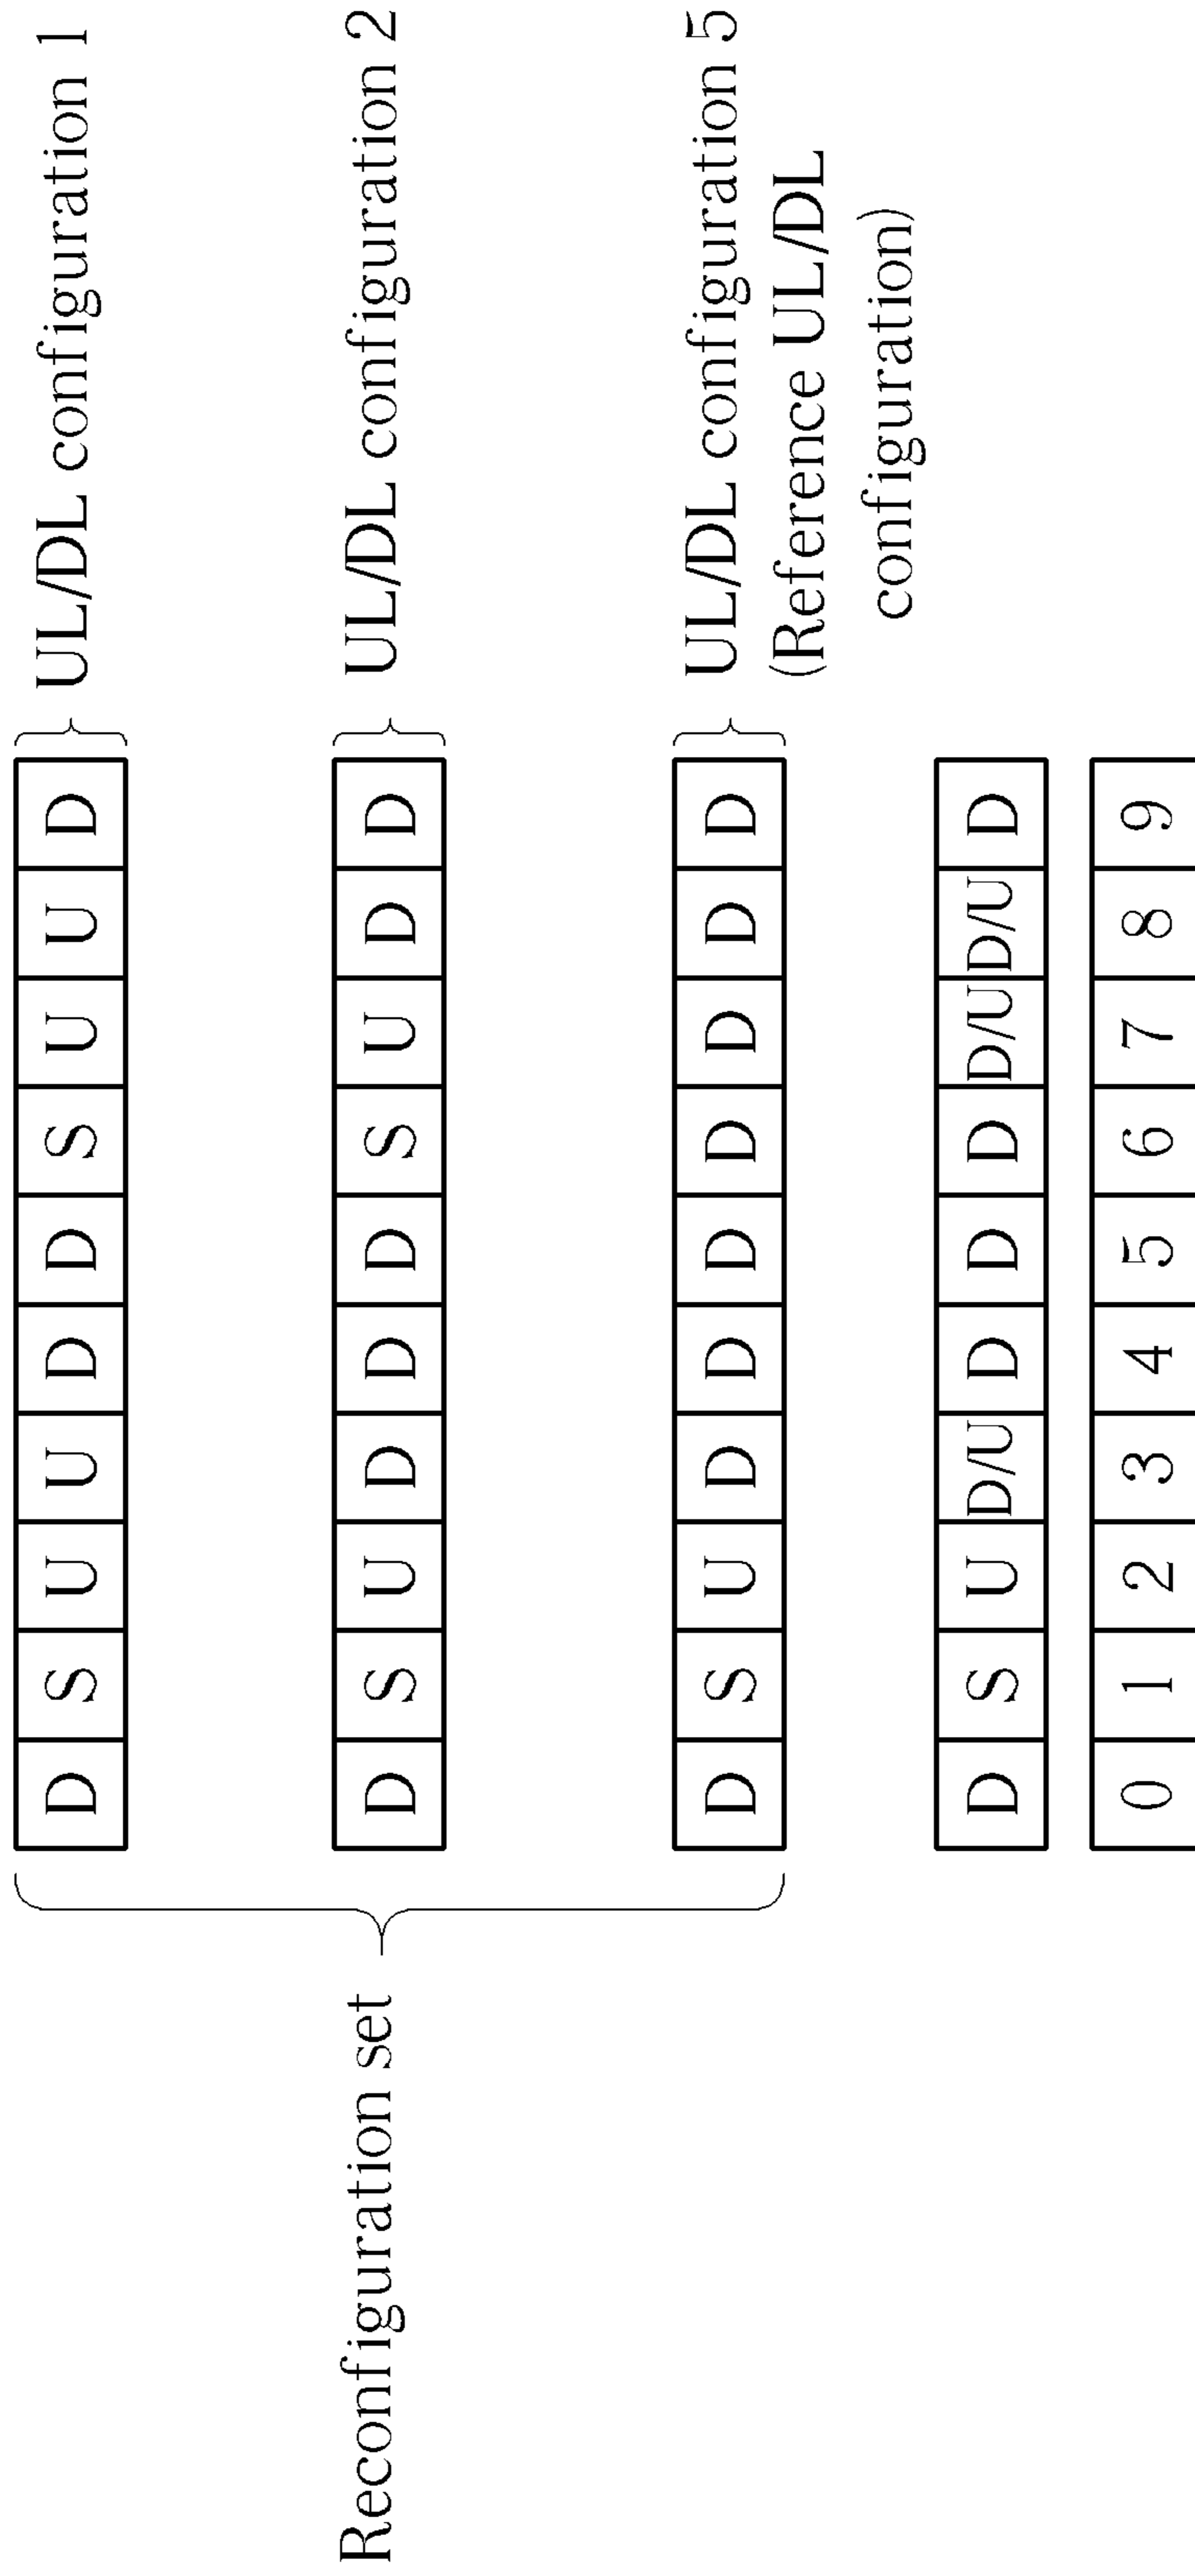 Reconfiguration set
D S U U D D S U U D
UL/DL configuration 1
D S U D D D S U D D
UL/DL configuration 2
D S U D D D D D D D
UL/DL configuration 5
(Reference UL/DL
configuration)
D S U D/U D D D D/U D/U D
0 1 2 3 4 5 6 7 8 9